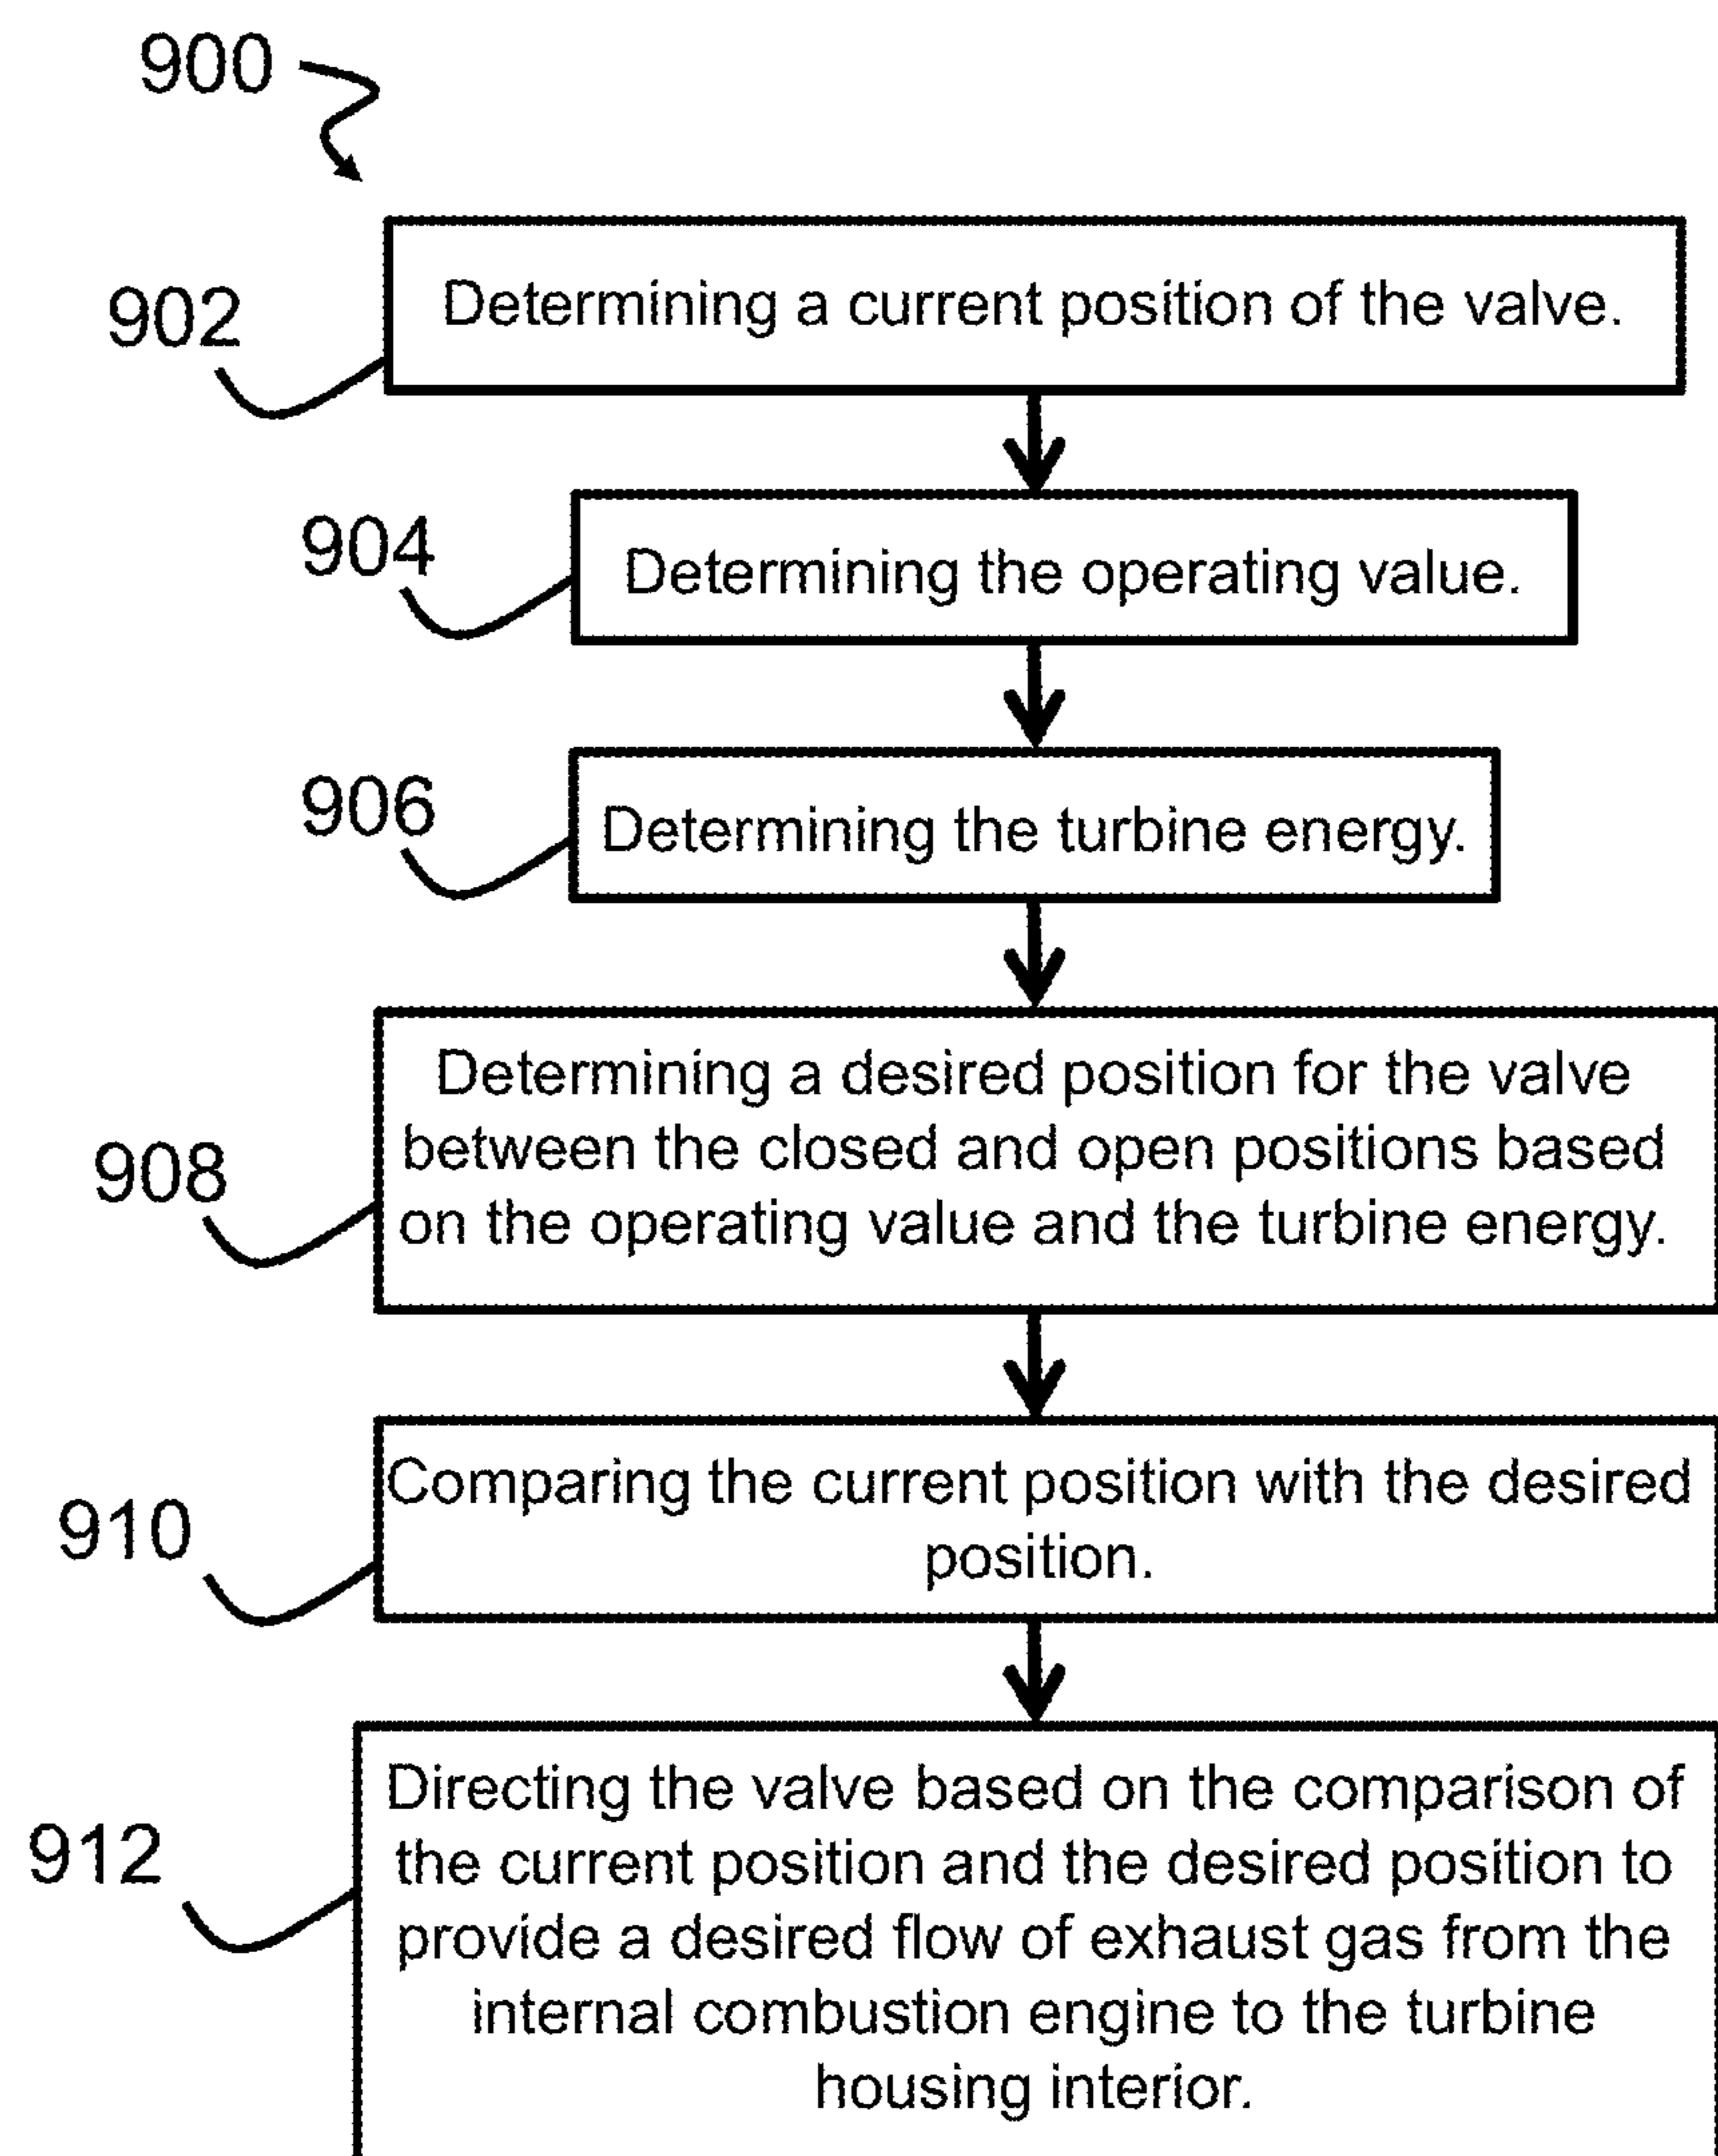 900
902
Determining a current position of the valve.
904
Determining the operating value.
906
Determining the turbine energy.
908
Determining a desired position for the valve
between the closed and open positions based
on the operating value and the turbine energy.
910
Comparing the current position with the desired
position.
912
Directing the valve based on the comparison of
the current position and the desired position to
provide a desired flow of exhaust gas from the
internal combustion engine to the turbine
housing interior.